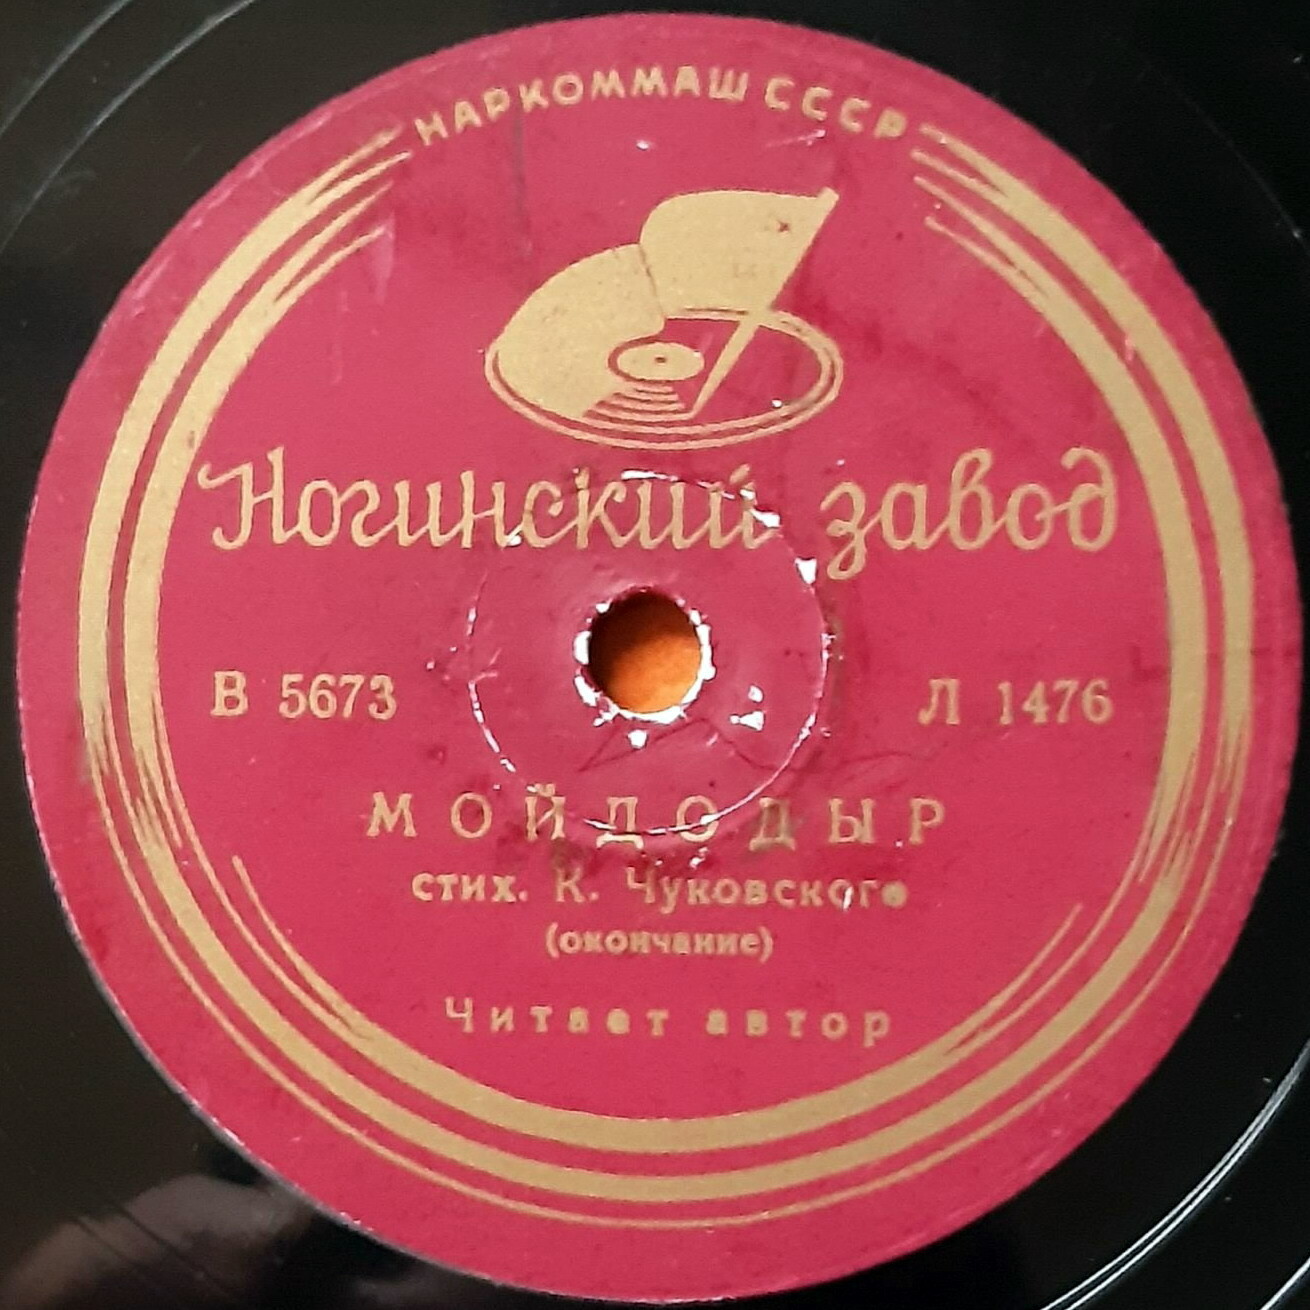 НАРКОММАШ СССР
Ногинский завод
В 5673 Л 1476
МОЙДОДЫР
стих. К. Чуковского
(окончание)
Читает автор